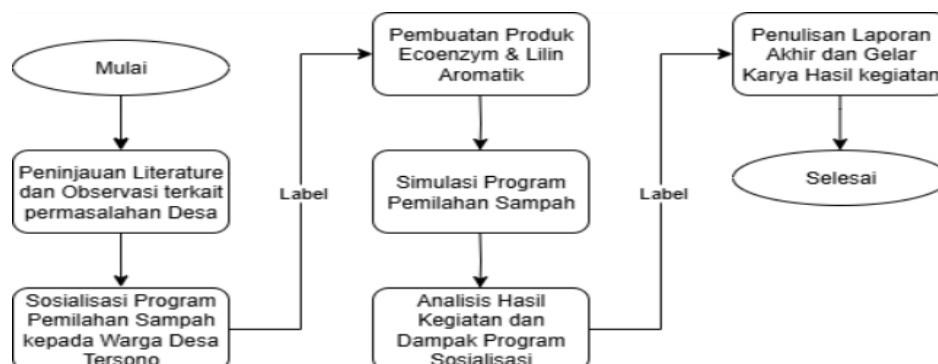 Mulai
Peninjauan Literature
dan Observasi terkait
permasalahan Desa
Sosialisasi Program
Pemilahan Sampah
kepada Warga Desa
Tersono
Label
Pembuatan Produk
Ecoenzym & Lilin
Aromatik
Simulasi Program
Pemilahan Sampah
Analisis Hasil
Kegiatan dan
Dampak Program
Sosialisasi
Label
Penulisan Laporan
Akhir dan Gelar
Karya Hasil kegiatan
Selesai